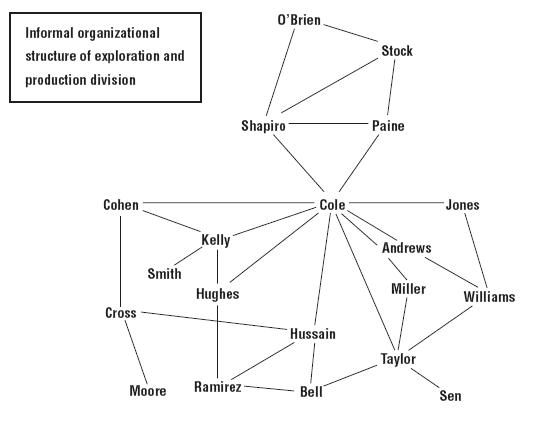 Informal organizational
structure of exploration and
production division
O'Brien
Stock
Shapiro
Paine
Cohen
Cole
Jones
Kelly
Andrews
Smith
Hughes
Miller
Williams
Cross
Hussain
Taylor
Moore
Ramirez
Bell
Sen